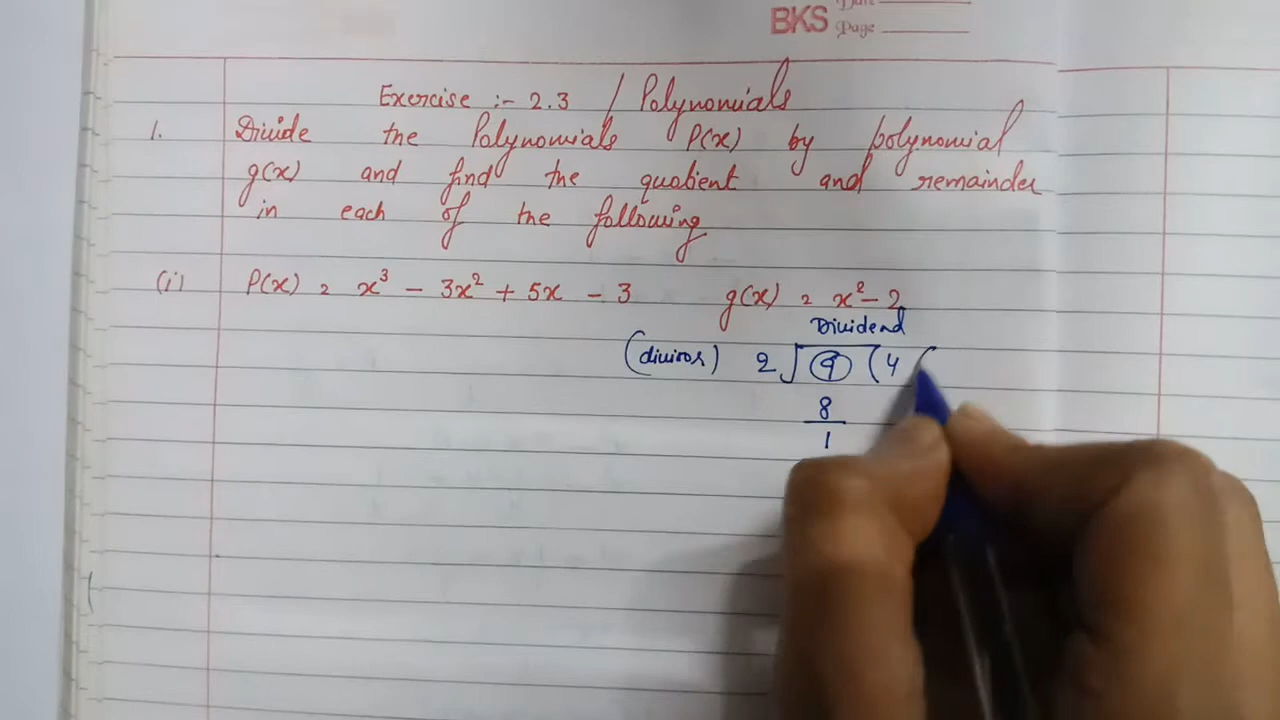 BKS
Date
Page
Exercise :- 2.3 / Polynomials
1. Divide the Polynomials P(x) by polynomial
g(x) and find the quotient and remainder
in each of the following
(i) P(x) = x³ - 3x² + 5x - 3 g(x) = x² - 2
Dividend
(divisor) 2 9 ( 4 (
8
1